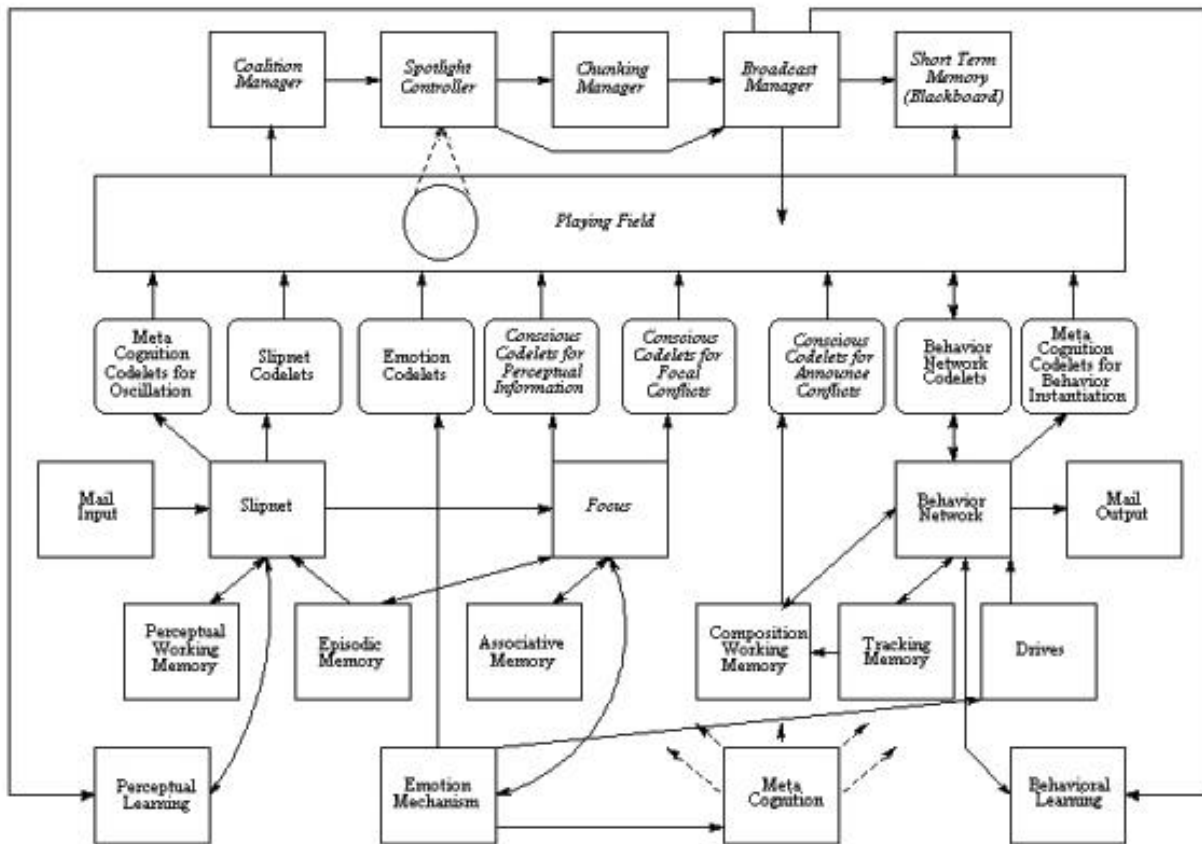 Coalition
Manager
Spotlight
Controller
Chunking
Manager
Broadcast
Manager
Short Term
Memory
(Blackboard)
Playing Field
Meta
Cognition
Codelets for
Oscillation
Slipnet
Codelets
Emotion
Codelets
Conscious
Codelets for
Perceptual
Information
Conscious
Codelets for
Focal
Conflicts
Conscious
Codelets for
Announce
Conflicts
Behavior
Network
Codelets
Meta
Cognition
Codelets for
Behavior
Instantiation
Mail
Input
Slipnet
Focus
Behavior
Network
Mail
Output
Perceptual
Working
Memory
Episodic
Memory
Associative
Memory
Composition
Working
Memory
Tracking
Memory
Drives
Perceptual
Learning
Emotion
Mechanism
Meta
Cognition
Behavioral
Learning